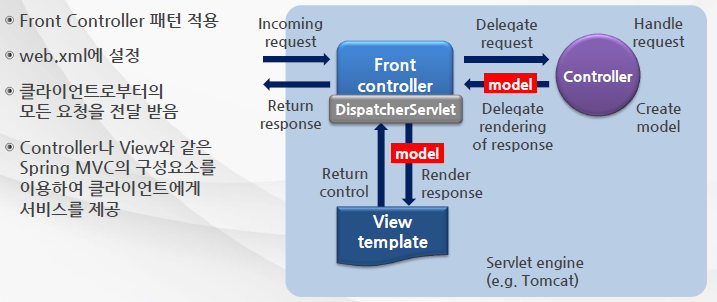 Front Controller 패턴 적용
web.xml에 설정
클라이언트로부터의
모든 요청을 전달 받음
Controller나 View와 같은
Spring MVC의 구성요소를
이용하여 클라이언트에게
서비스를 제공
Incoming
request
Return
response
Front
controller
DispatcherServlet
Delegate
request
model
Delegate
rendering
of response
Handle
request
Controller
Create
model
Return
control
model
Render
response
View
template
Servlet engine
(e.g. Tomcat)